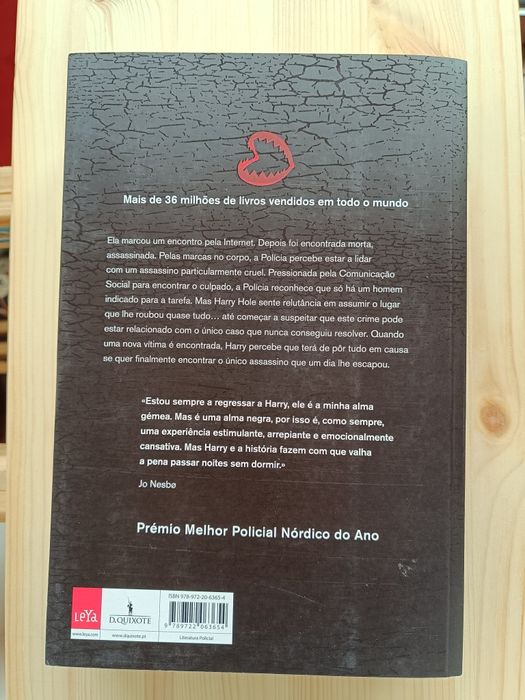 Mais de 36 milhões de livros vendidos em todo o mundo
Ela marcou um encontro pela Internet. Depois foi encontrada morta,
assassinada. Pelas marcas no corpo, a Polícia percebe estar a lidar
com um assassino particularmente cruel. Pressionada pela Comunicação
Social para encontrar o culpado, a Polícia reconhece que só há um homem
indicado para a tarefa. Mas Harry Hole sente relutância em assumir o lugar
que lhe roubou quase tudo... até começar a suspeitar que este crime pode
estar relacionado com o único caso que nunca conseguiu resolver. Quando
uma nova vítima é encontrada, Harry percebe que terá de pôr tudo em causa
se quer finalmente encontrar o único assassino que um dia lhe escapou.
«Estou sempre a regressar a Harry, ele é a minha alma
gémea. Mas é uma alma negra, por isso é, como sempre,
uma experiência estimulante, arrepiante e emocionalmente
cansativa. Mas Harry e a história fazem com que valha
a pena passar noites sem dormir.»
Jo Nesbø
Prémio Melhor Policial Nórdico do Ano
ISBN 978-972-20-6365-4
LeYa
D.QUIXOTE
9 789722 063654
www.leya.com
www.dquixote.pt
Literatura Policial